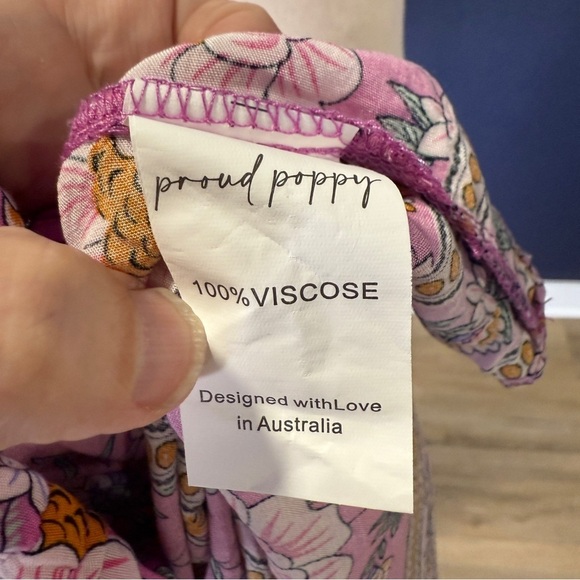 proud poppy
100%VISCOSE
Designed withLove
in Australia